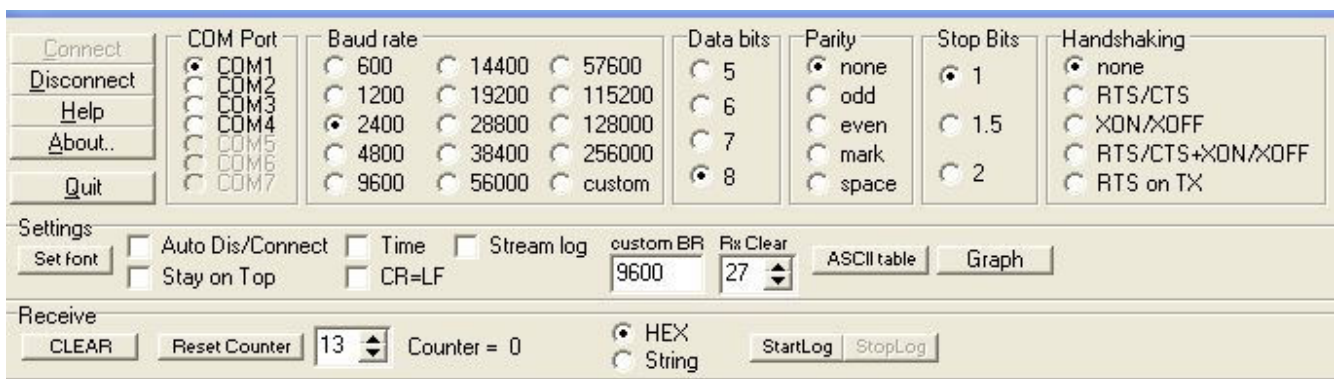 Connect
Disconnect
Help
About..
Quit
COM Port
COM1
COM2
COM3
COM4
COM5
COM6
COM7
Baud rate
600 14400 57600
1200 19200 115200
2400 28800 128000
4800 38400 256000
9600 56000 custom
Data bits
5
6
7
8
Parity
none
odd
even
mark
space
Stop Bits
1
1.5
2
Handshaking
none
RTS/CTS
XON/XOFF
RTS/CTS+XON/XOFF
RTS on TX
Settings
Set font
Auto Dis/Connect Time Stream log
Stay on Top CR=LF
custom BR
9600
Rx Clear
27
ASCII table
Graph
Receive
CLEAR Reset Counter 13 Counter = 0
HEX
String
StartLog StopLog